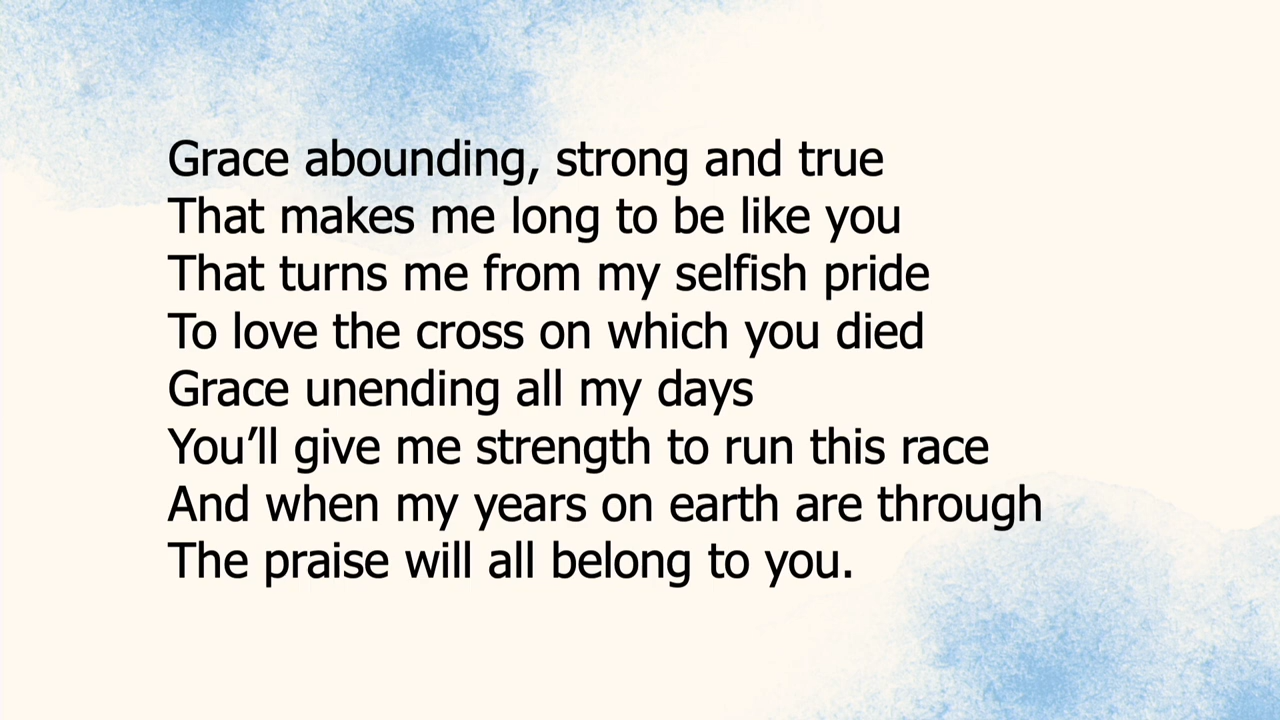 Grace abounding, strong and true
That makes me long to be like you
That turns me from my selfish pride
To love the cross on which you died
Grace unending all my days
You’ll give me strength to run this race
And when my years on earth are through
The praise will all belong to you.